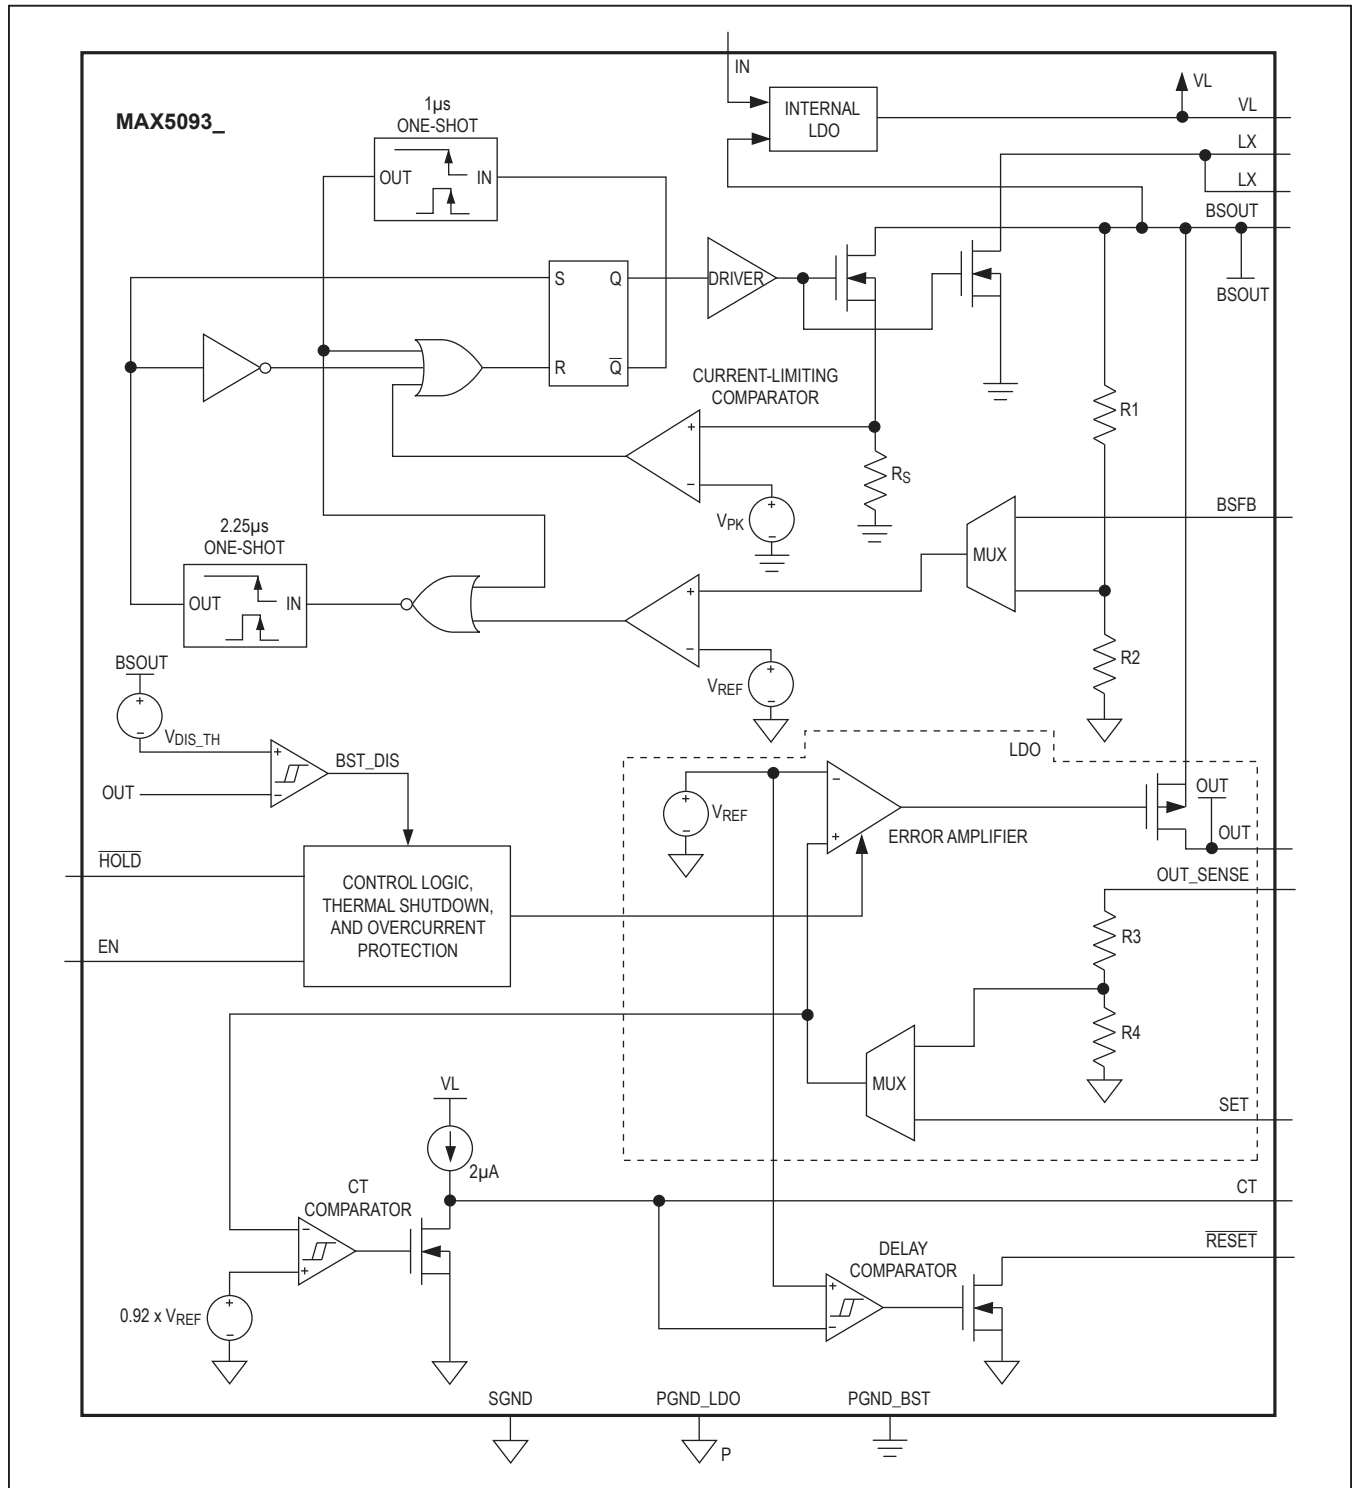 IN
VL
INTERNAL
LDO
VL
1µs
ONE-SHOT
MAX5093_
LX
OUT
IN
LX
BSOUT
S
Q
DRIVER
BSOUT
R
Q̅
CURRENT-LIMITING
COMPARATOR
R1
+
RS
−
+
VPK
−
BSFB
2.25µs
ONE-SHOT
MUX
OUT
IN
+
−
+
VREF
−
R2
BSOUT
+
−
VDIS_TH
+
BST_DIS
OUT
−
LDO
−
+
VREF
−
+
ERROR AMPLIFIER
OUT
OUT
H̅O̅L̅D̅
CONTROL LOGIC,
THERMAL SHUTDOWN,
AND OVERCURRENT
PROTECTION
OUT_SENSE
EN
R3
R4
MUX
SET
VL
2µA
CT
COMPARATOR
CT
−
+
+
0.92 x VREF
−
DELAY
COMPARATOR
R̅E̅S̅E̅T̅
+
−
SGND
PGND_LDO
PGND_BST
P